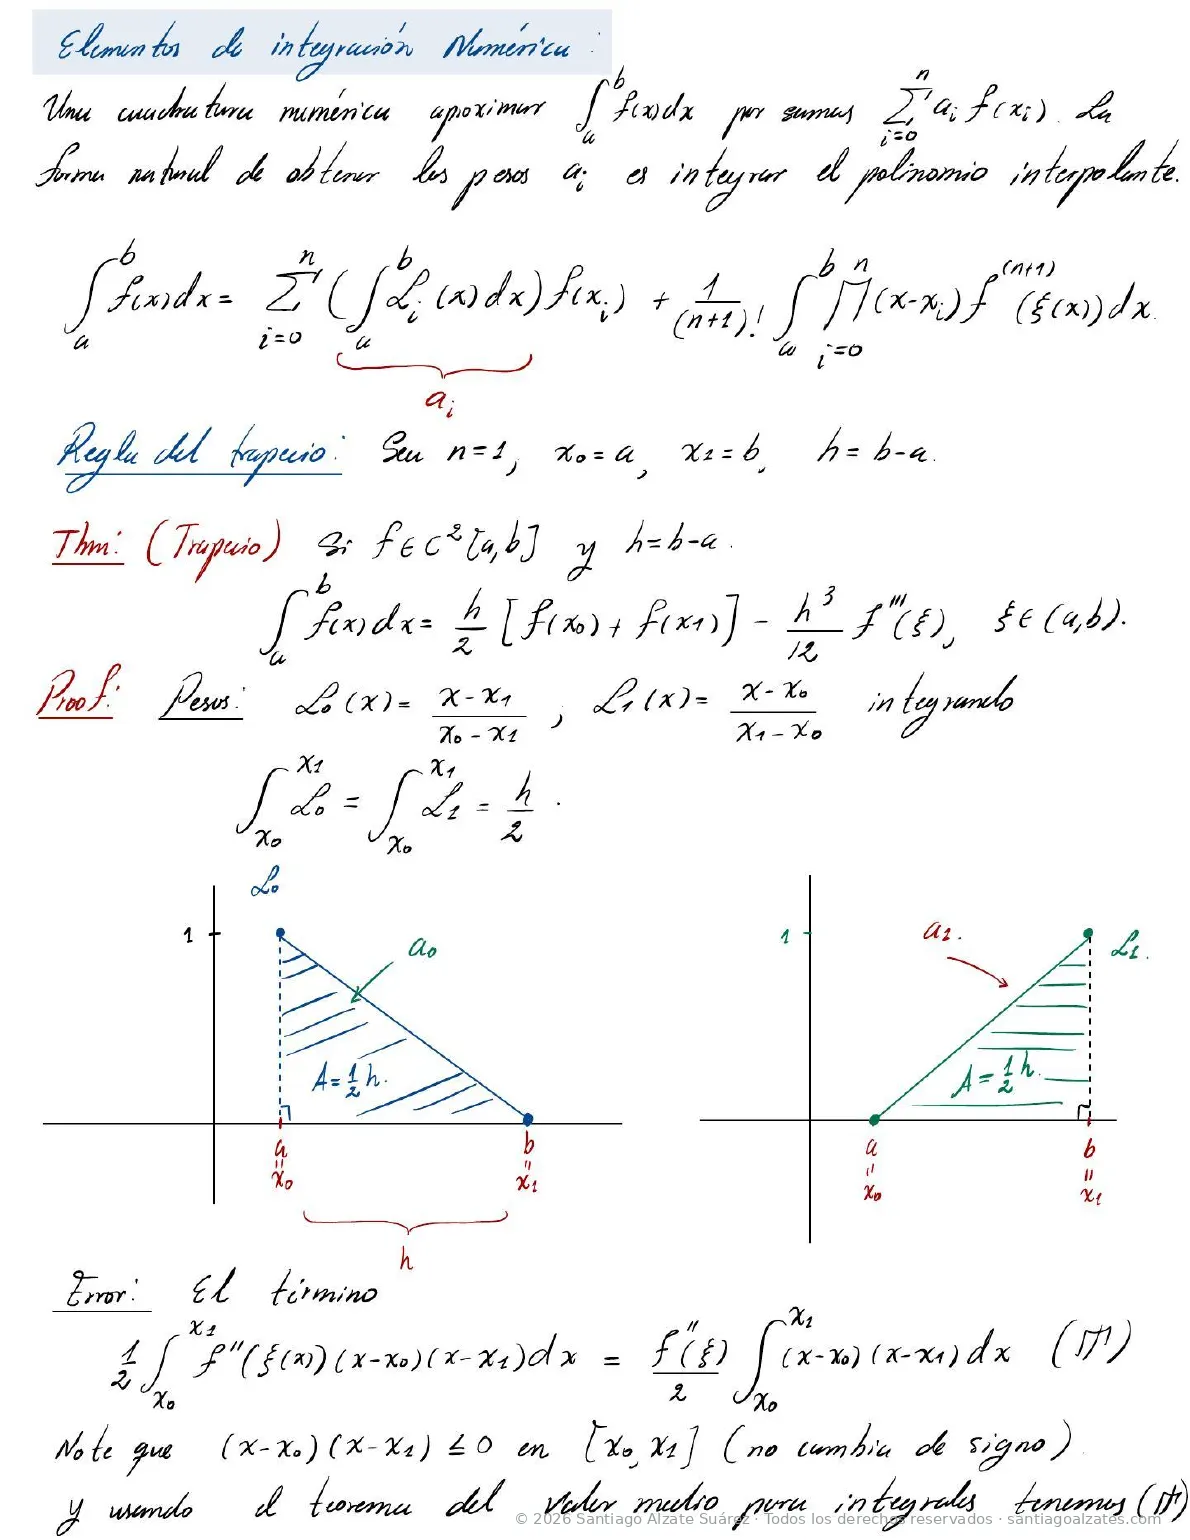 Elementos de integración Numérica:
Una cuadratura numérica aproximar ∫_a^b f(x)dx por sumas ∑_{i=0}^n a_i f(x_i). La
forma natural de obtener los pesos a_i es integrar el polinomio interpolante.
∫_a^b f(x)dx = ∑_{i=0}^n (∫_a^b L_i(x)dx) f(x_i) + 1/(n+1)! ∫_a^b ∏_{i=0}^n (x-x_i) f^{(n+1)}(ξ(x))dx.
a_i
Regla del trapecio: Sea n=1, x_0=a, x_1=b, h=b-a.
Thm: (Trapecio) Si f∈C²[a,b] y h=b-a.
∫_a^b f(x)dx = h/2 [f(x_0)+f(x_1)] - h³/12 f'''(ξ), ξ∈(a,b).
Proof: Pesos: L_0(x) = (x-x_1)/(x_0-x_1) ; L_1(x) = (x-x_0)/(x_1-x_0) integrando
∫_{x_0}^{x_1} L_0 = ∫_{x_0}^{x_1} L_1 = h/2.
L_0
1
a_0
A=½h.
a
=
x_0
b
=
x_1
h
1
a_1.
L_1.
A=½h.
a
=
x_0
b
=
x_1
Error: El término
½ ∫_{x_0}^{x_1} f''(ξ(x))(x-x_0)(x-x_1)dx = f''(ξ)/2 ∫_{x_0}^{x_1} (x-x_0)(x-x_1)dx
Note que (x-x_0)(x-x_1) ≤ 0 en [x_0,x_1] (no cambia de signo).
y usando el teorema del valor medio para integrales tenemos
© 2026 Santiago Alzate Suárez · Todos los derechos reservados · santiagoalzates.com